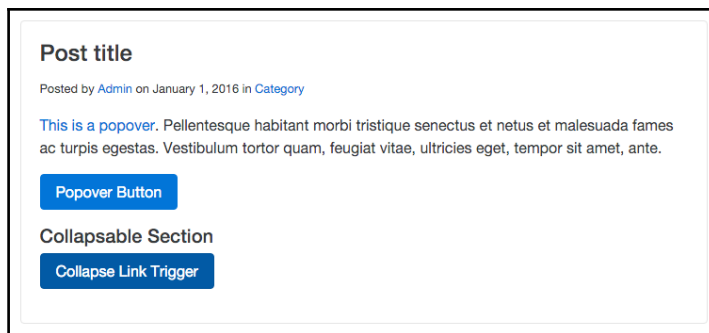 Post title
Posted by Admin on January 1, 2016 in Category
This is a popover. Pellentesque habitant morbi tristique senectus et netus et malesuada fames
ac turpis egestas. Vestibulum tortor quam, feugiat vitae, ultricies eget, tempor sit amet, ante.
Popover Button
Collapsable Section
Collapse Link Trigger